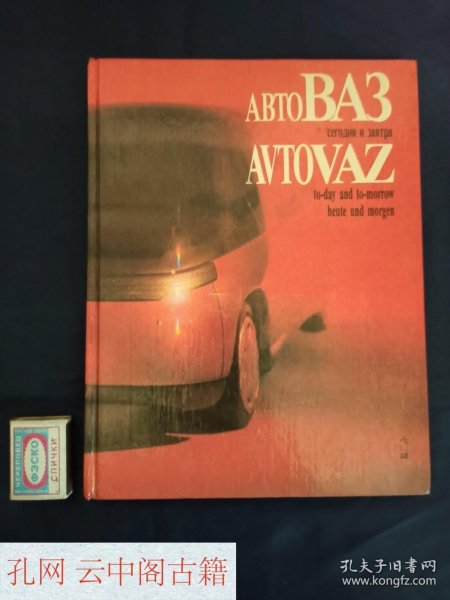 АВТОВАЗ
сегодня и завтра
AVTOVAZ
to-day and to-morrow
heute und morgen
ЧЕРЕПОВЕЦ
ФЭСКО
СПИЧКИ
孔网 云中阁古籍
孔夫子旧书网
www.kongfz.com